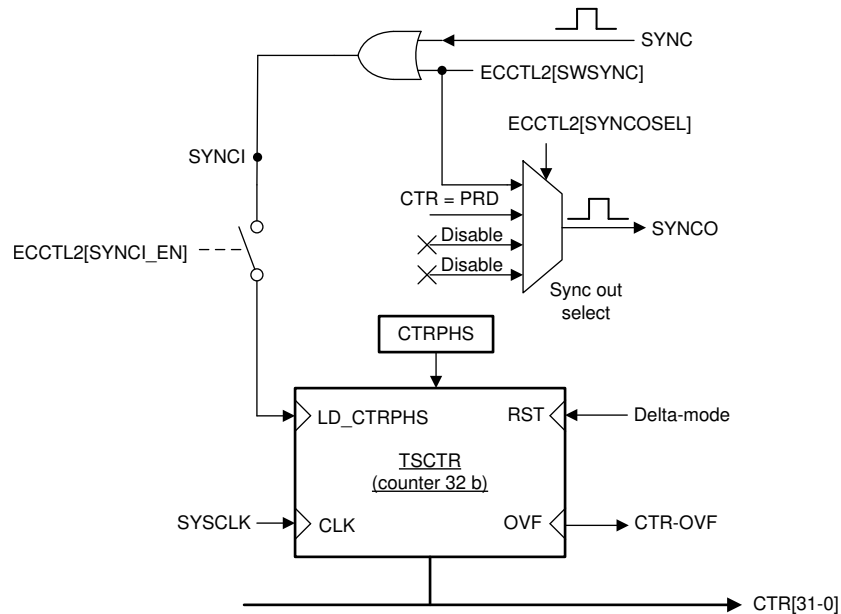 SYNC
ECCTL2[SWSYNC]
ECCTL2[SYNCOSEL]
SYNCI
CTR = PRD
SYNCO
Disable
ECCTL2[SYNCI_EN]
Disable
Sync out
select
CTRPHS
LD_CTRPHS
RST
Delta-mode
TSCTR
(counter 32 b)
SYSCLK
CLK
OVF
CTR-OVF
CTR[31-0]